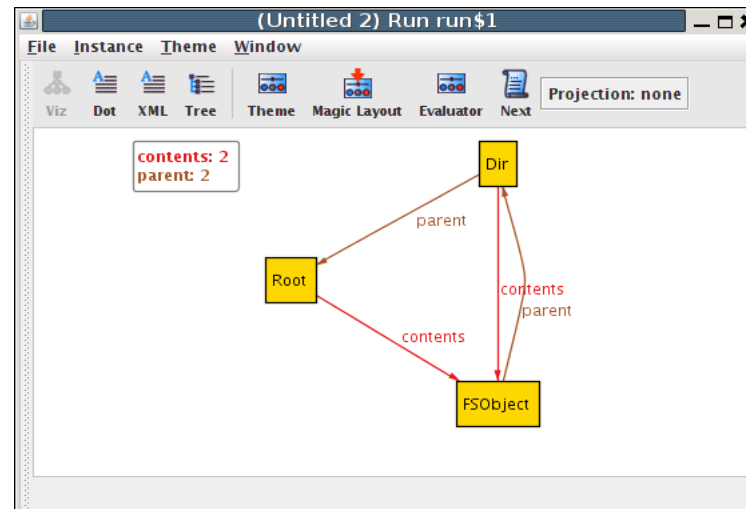 (Untitled 2) Run run$1
File Instance Theme Window
Viz Dot XML Tree Theme Magic Layout Evaluator Next Projection: none
contents: 2
parent: 2
Dir
parent
Root
contents
parent
contents
FSObject